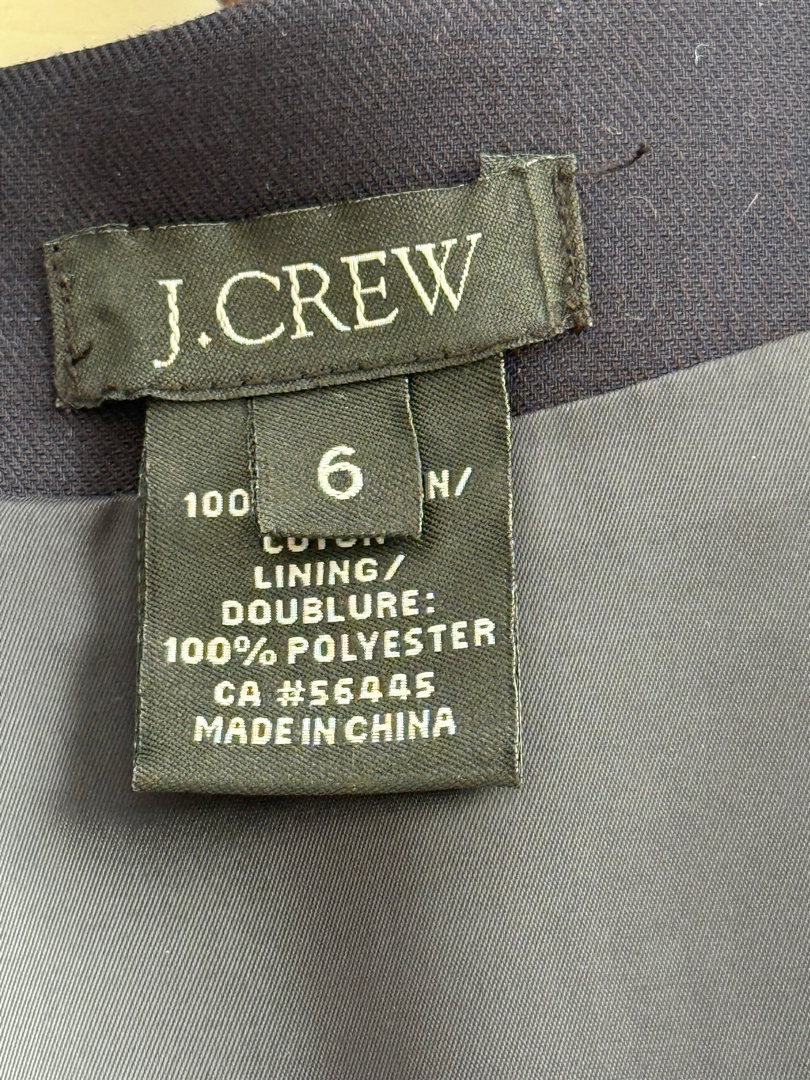 J.CREW
6
100 N/
LINING/
DOUBLURE:
100% POLYESTER
CA #56445
MADE IN CHINA